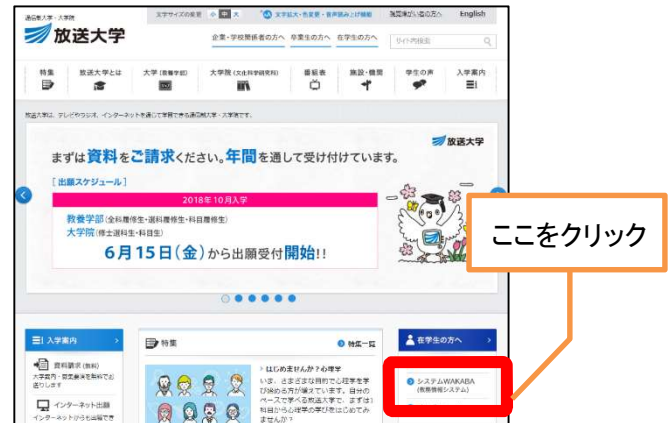 通信制大学・大学院
文字サイズの変更 小 中 大 文字拡大・色変更・音声読み上げ機能 施設障がい者の方へ English
放送大学
企業・学校関係者の方へ 卒業生の方へ 在学生の方へ サイト内検索
特集 放送大学とは 大学(教養学部) 大学院(文化科学研究科) 番組表 施設・機関 学生の声 入学案内
放送大学は、テレビやラジオ、インターネットを通して学習できる通信制大学・大学院です。
放送大学
まずは資料をご請求ください。年間を通して受け付けています。
[出願スケジュール]
2018年10月入学
教養学部(全科履修生・選科履修生・科目履修生)
大学院(修士選科生・科目生)
6月15日(金)から出願受付開始!!
ここをクリック
入学案内
特集
特集一覧
在学生の方へ
資料請求(無料)
大学案内・募集要項を無料でお
送りします
インターネット出願
インターネットからも出願でき
はじめませんか?心理学
いま、さまざまな目的で心理学を学
び始める方が増えています。自分の
ペースで学べる放送大学で、まずは1
科目から心理学の学びをはじめてみ
ませんか?
システムWAKABA
(教務情報システム)